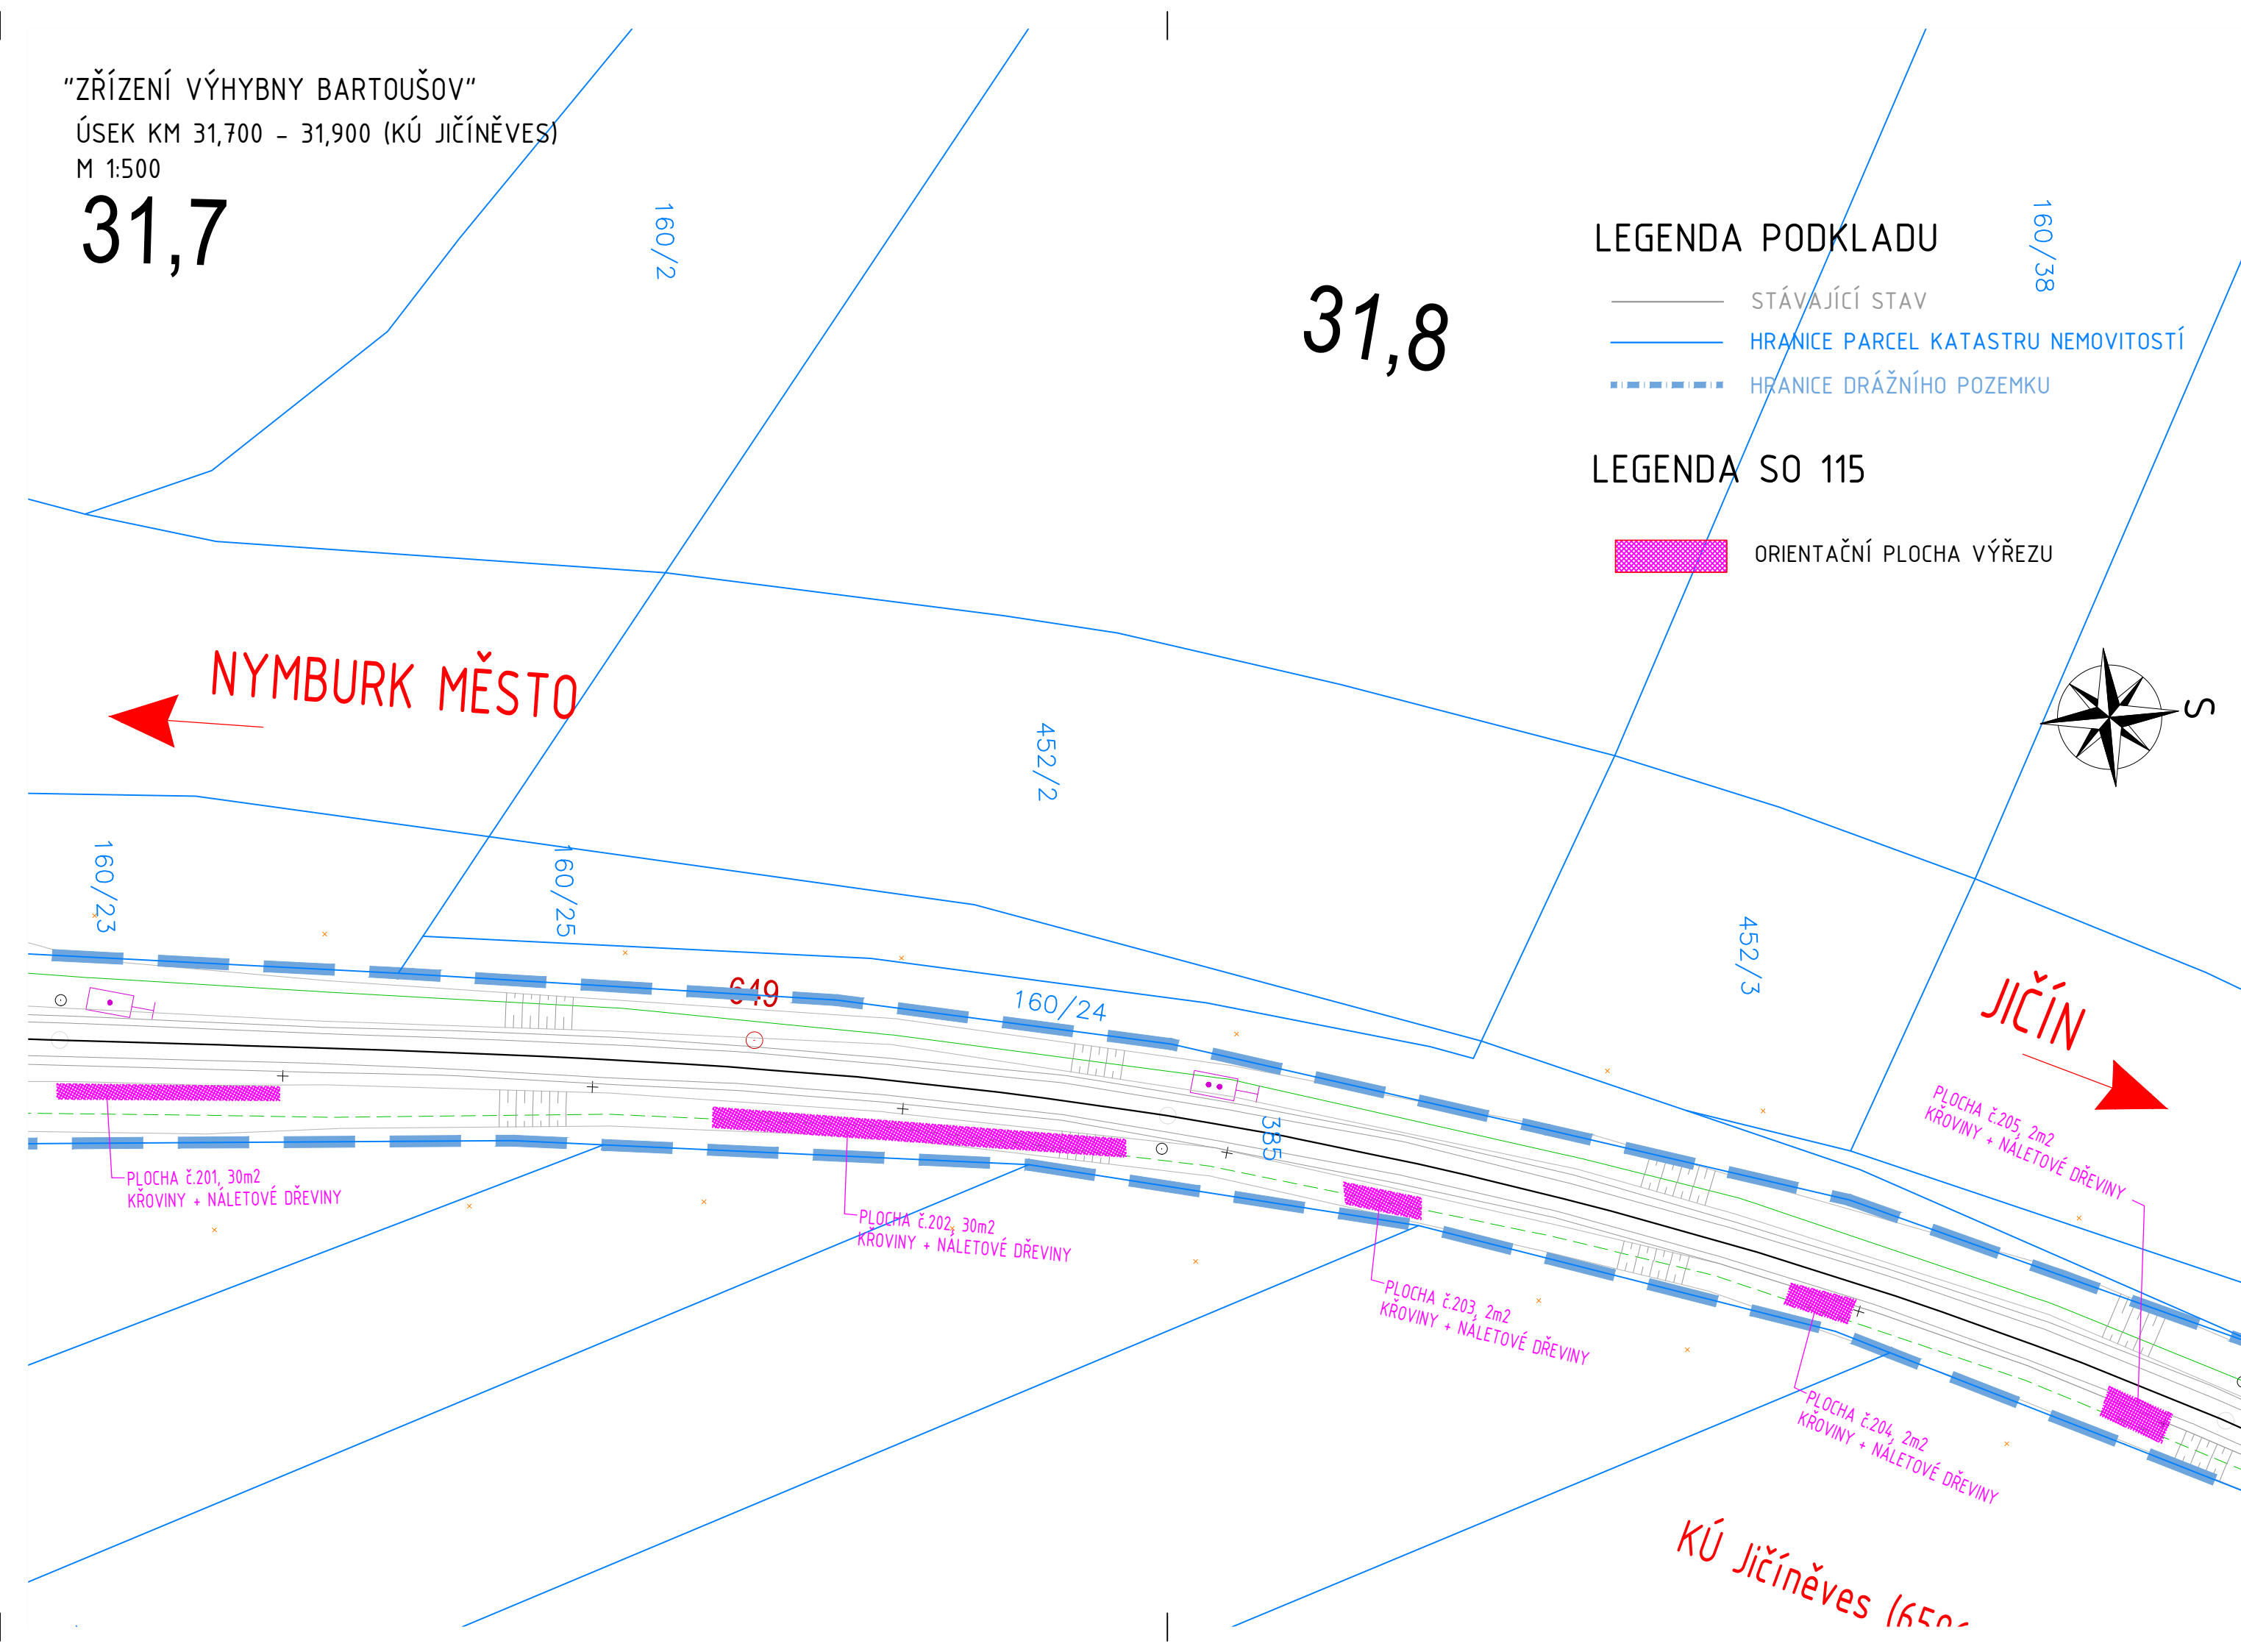 "ZŘÍZENÍ VÝHYBNY BARTOUŠOV"
ÚSEK KM 31,700 - 31,900 (KÚ JIČÍNĚVES)
M 1:500
31,7
160/2
31,8
160/38
LEGENDA PODKLADU
STÁVAJÍCÍ STAV
HRANICE PARCEL KATASTRU NEMOVITOSTÍ
HRANICE DRÁŽNÍHO POZEMKU
LEGENDA SO 115
ORIENTAČNÍ PLOCHA VÝŘEZU
S
NYMBURK MĚSTO
452/2
160/23
160/25
452/3
649
160/24
JIČÍN
385
PLOCHA č.201, 30m2
KŘOVINY + NÁLETOVÉ DŘEVINY
PLOCHA č.202, 30m2
KŘOVINY + NÁLETOVÉ DŘEVINY
PLOCHA č.203, 2m2
KŘOVINY + NÁLETOVÉ DŘEVINY
PLOCHA č.204, 2m2
KŘOVINY + NÁLETOVÉ DŘEVINY
PLOCHA č.205, 2m2
KŘOVINY + NÁLETOVÉ DŘEVINY
KÚ Jičíněves